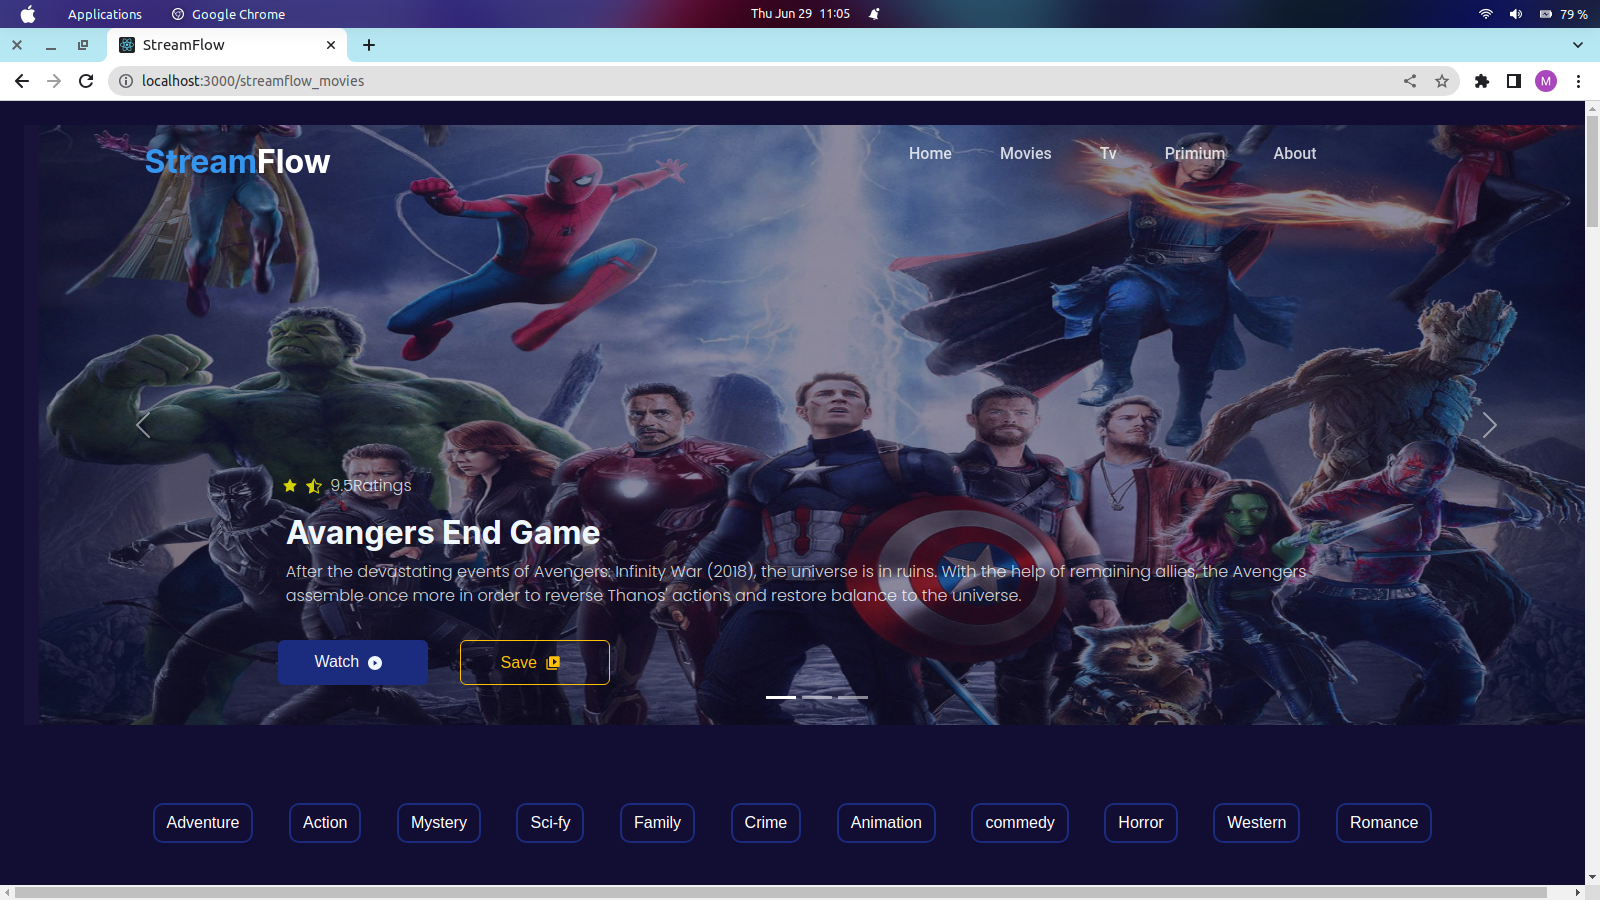 Applications Google Chrome Thu Jun 29 11:05 79 %
StreamFlow
localhost:3000/streamflow_movies M
StreamFlow Home Movies Tv Primium About
9.5Ratings
Avangers End Game
After the devastating events of Avengers: Infinity War (2018), the universe is in ruins. With the help of remaining allies, the Avengers
assemble once more in order to reverse Thanos' actions and restore balance to the universe.
Watch Save
Adventure Action Mystery Sci-fy Family Crime Animation commedy Horror Western Romance